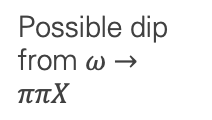 Possible dip
from ω →
ππX